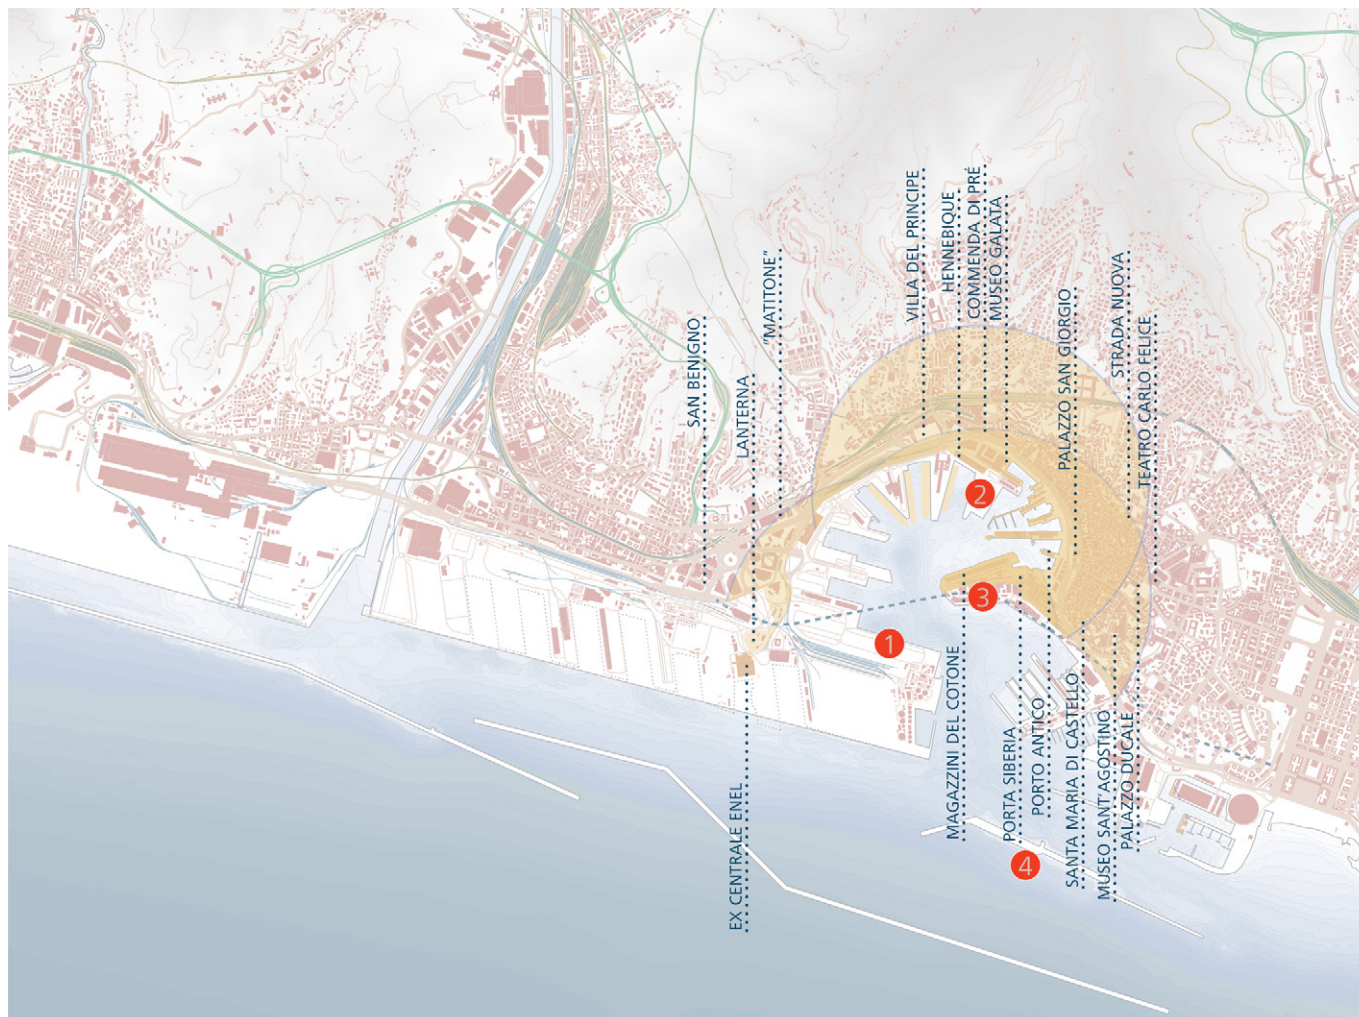 VILLA DEL PRINCIPE
HENNEBIQUE
COMMENDA DI PRÉ
MUSEO GALATA
"MATITONE"
SAN BENIGNO
LANTERNA
PALAZZO SAN GIORGIO
STRADA NUOVA
TEATRO CARLO FELICE
2
3
1
4
EX CENTRALE ENEL
MAGAZZINI DEL COTONE
PORTA SIBERIA
PORTO ANTICO
SANTA MARIA DI CASTELLO
MUSEO SANT'AGOSTINO
PALAZZO DUCALE